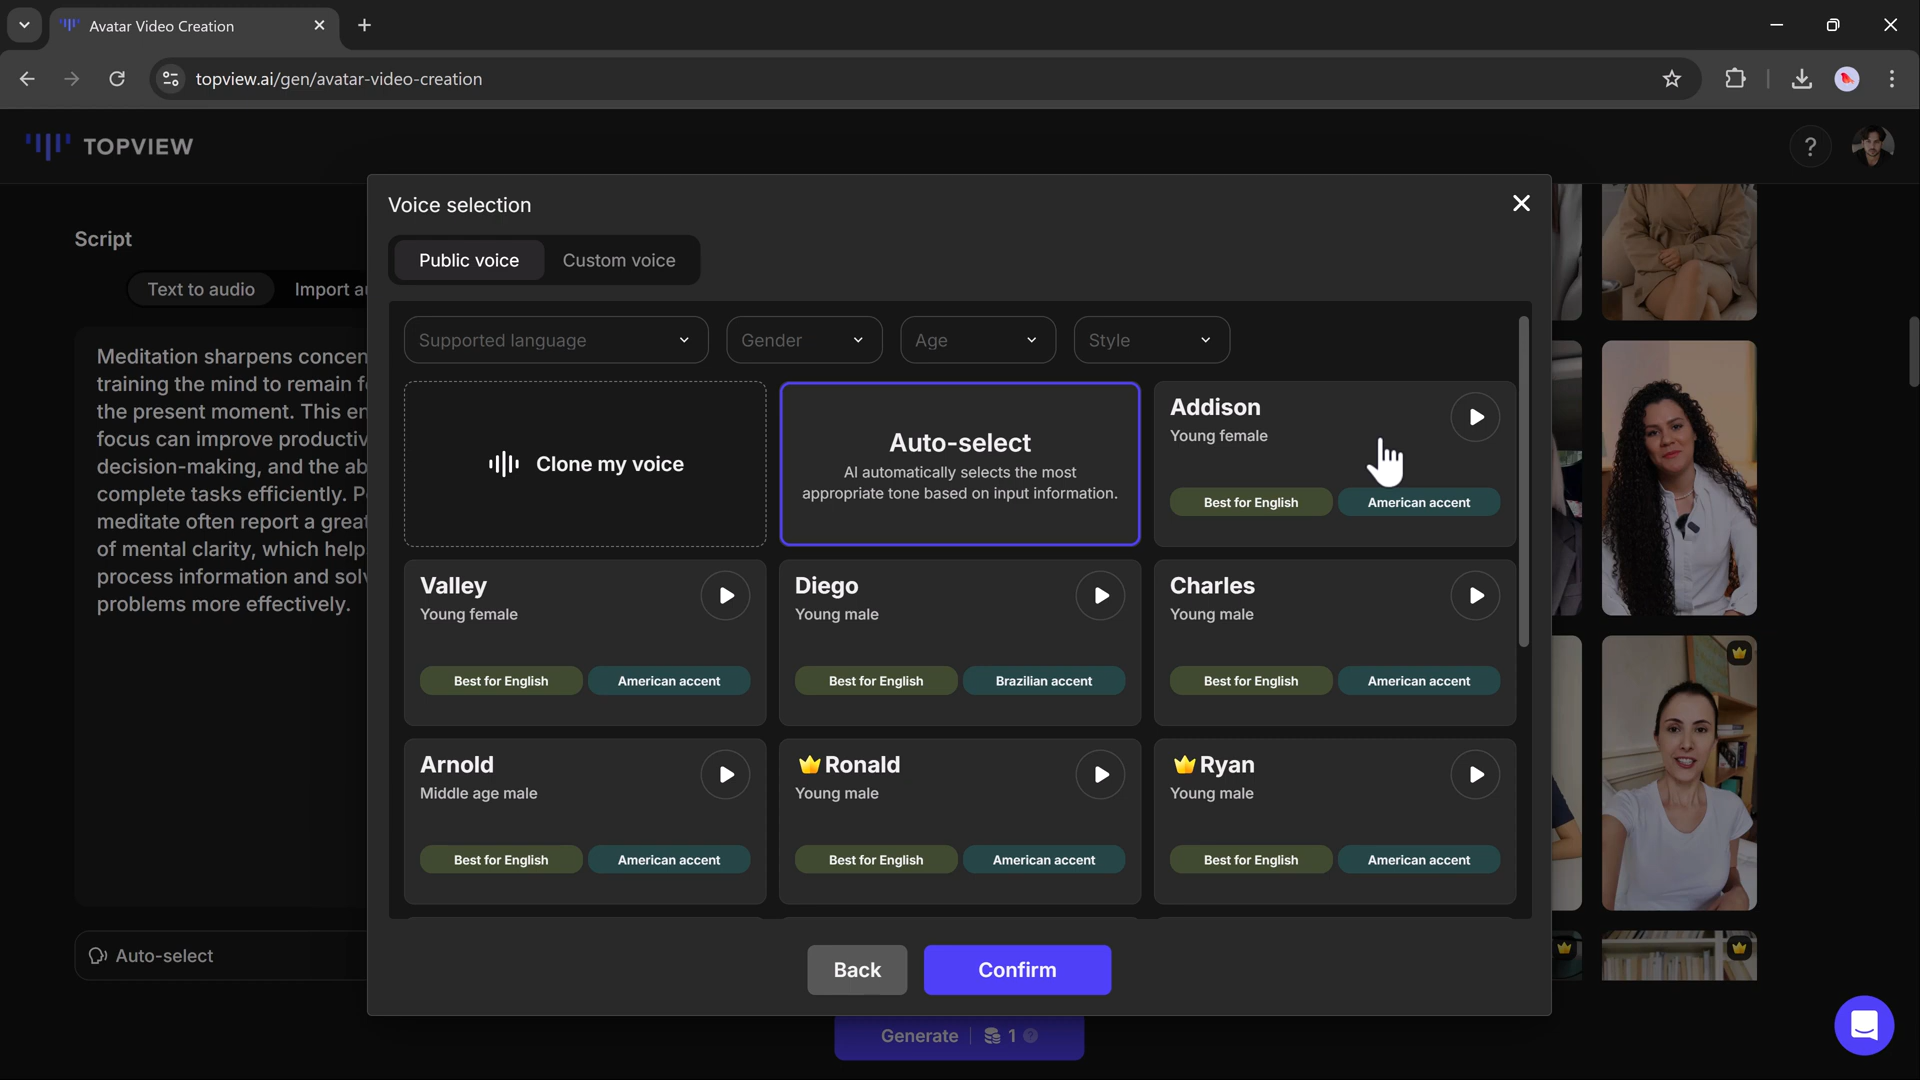 Avatar Video Creation
topview.ai/gen/avatar-video-creation
TOPVIEW
?
Script
Text to audio
Import au
Meditation sharpens concen
training the mind to remain f
the present moment. This en
focus can improve productiv
decision-making, and the ab
complete tasks efficiently. P
meditate often report a great
of mental clarity, which help
process information and solv
problems more effectively.
Auto-select
Voice selection
Public voice
Custom voice
Supported language
Gender
Age
Style
Clone my voice
Auto-select
AI automatically selects the most
appropriate tone based on input information.
Addison
Young female
Best for English
American accent
Valley
Young female
Best for English
American accent
Diego
Young male
Best for English
Brazilian accent
Charles
Young male
Best for English
American accent
Arnold
Middle age male
Best for English
American accent
Ronald
Young male
Best for English
American accent
Ryan
Young male
Best for English
American accent
Back
Confirm
Generate
1
?